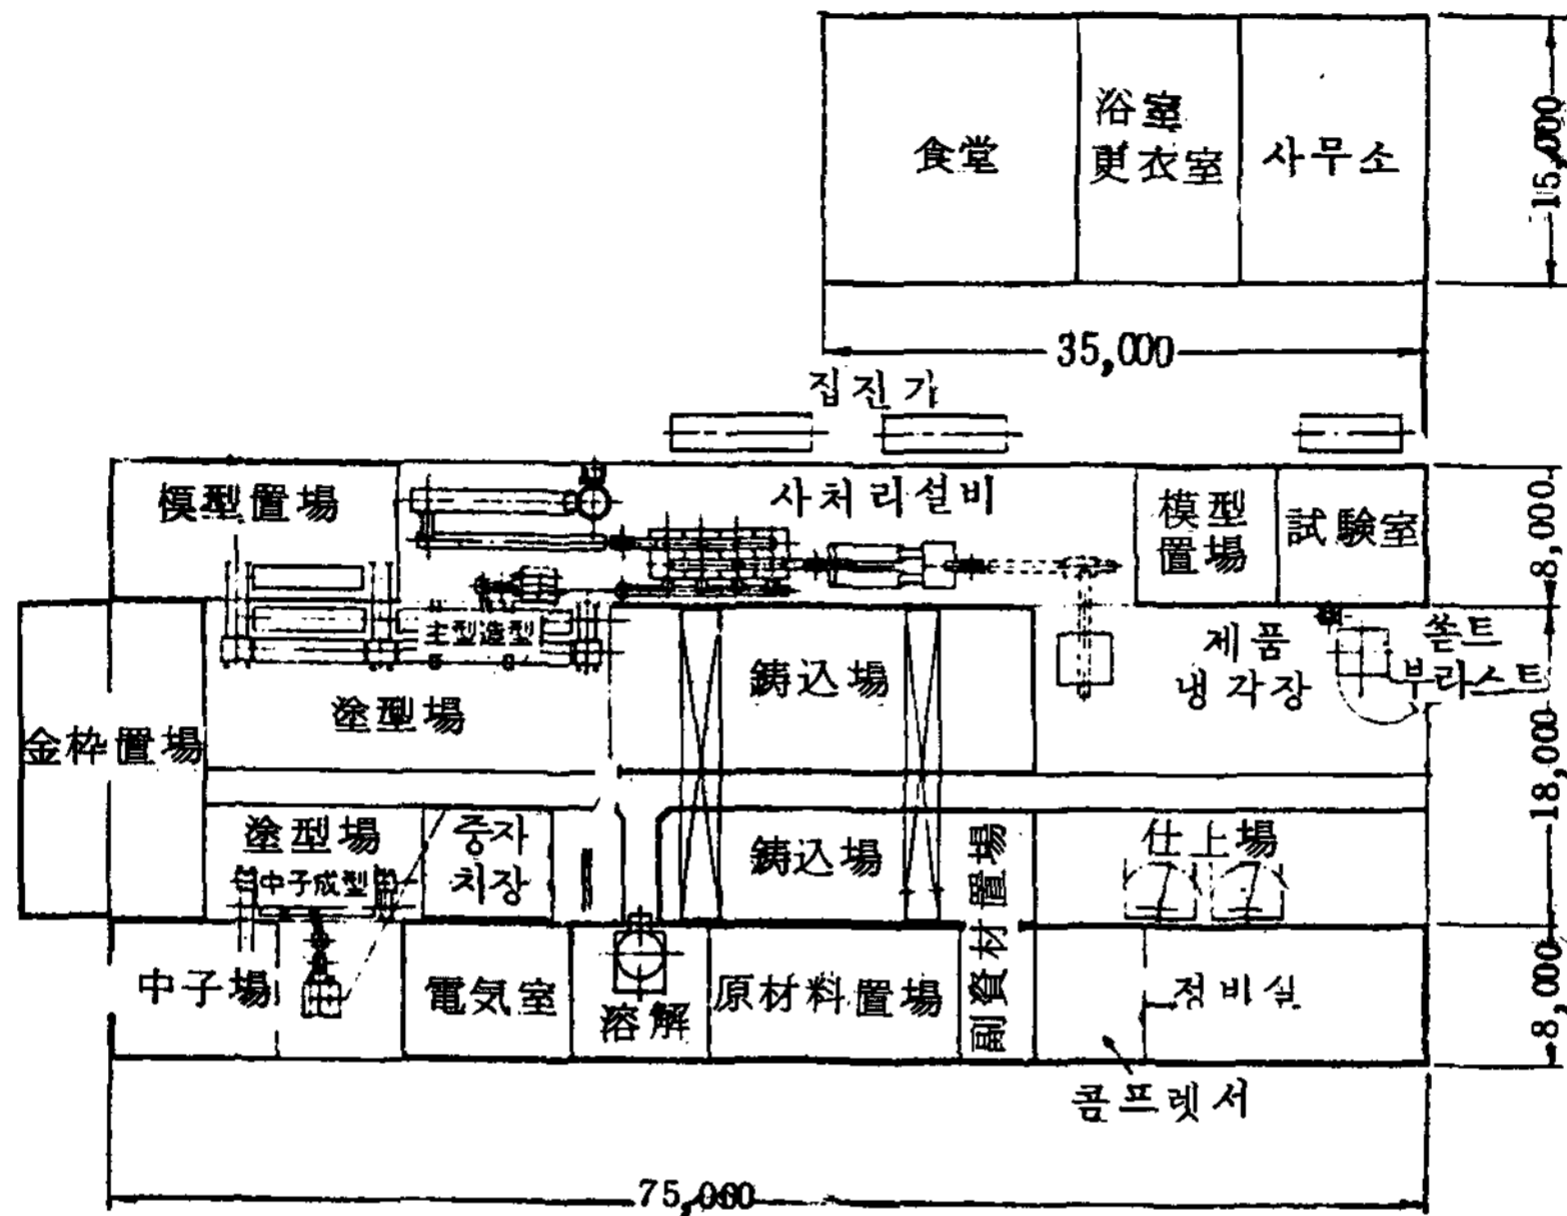 食堂
浴室
更衣室
사무소
15,000
35,000
집진기
模型置場
사처리설비
模型
置場
試験室
8,000
主型造型
鋳込場
제품
냉각장
쏟트
부라스트
塗型場
金枠置場
18,000
塗型場
中子成型
중자
치장
鋳込場
副資材置場
仕上場
中子場
電気室
溶解
原材料置場
정비실
8,000
콤프렛서
75,000